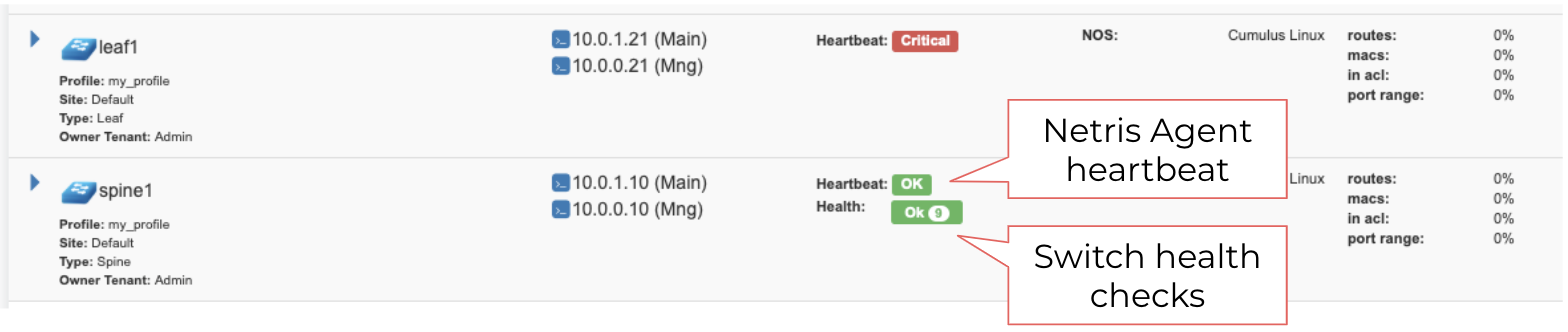 leaf1
Profile: my_profile
Site: Default
Type: Leaf
Owner Tenant: Admin
10.0.1.21 (Main)
10.0.0.21 (Mng)
Heartbeat: Critical
NOS: Cumulus Linux
routes: 0%
macs: 0%
in acl: 0%
port range: 0%
spine1
Profile: my_profile
Site: Default
Type: Spine
Owner Tenant: Admin
10.0.1.10 (Main)
10.0.0.10 (Mng)
Heartbeat: OK
Health: Ok 9
Netris Agent
heartbeat
Switch health
checks
Linux
routes: 0%
macs: 0%
in acl: 0%
port range: 0%